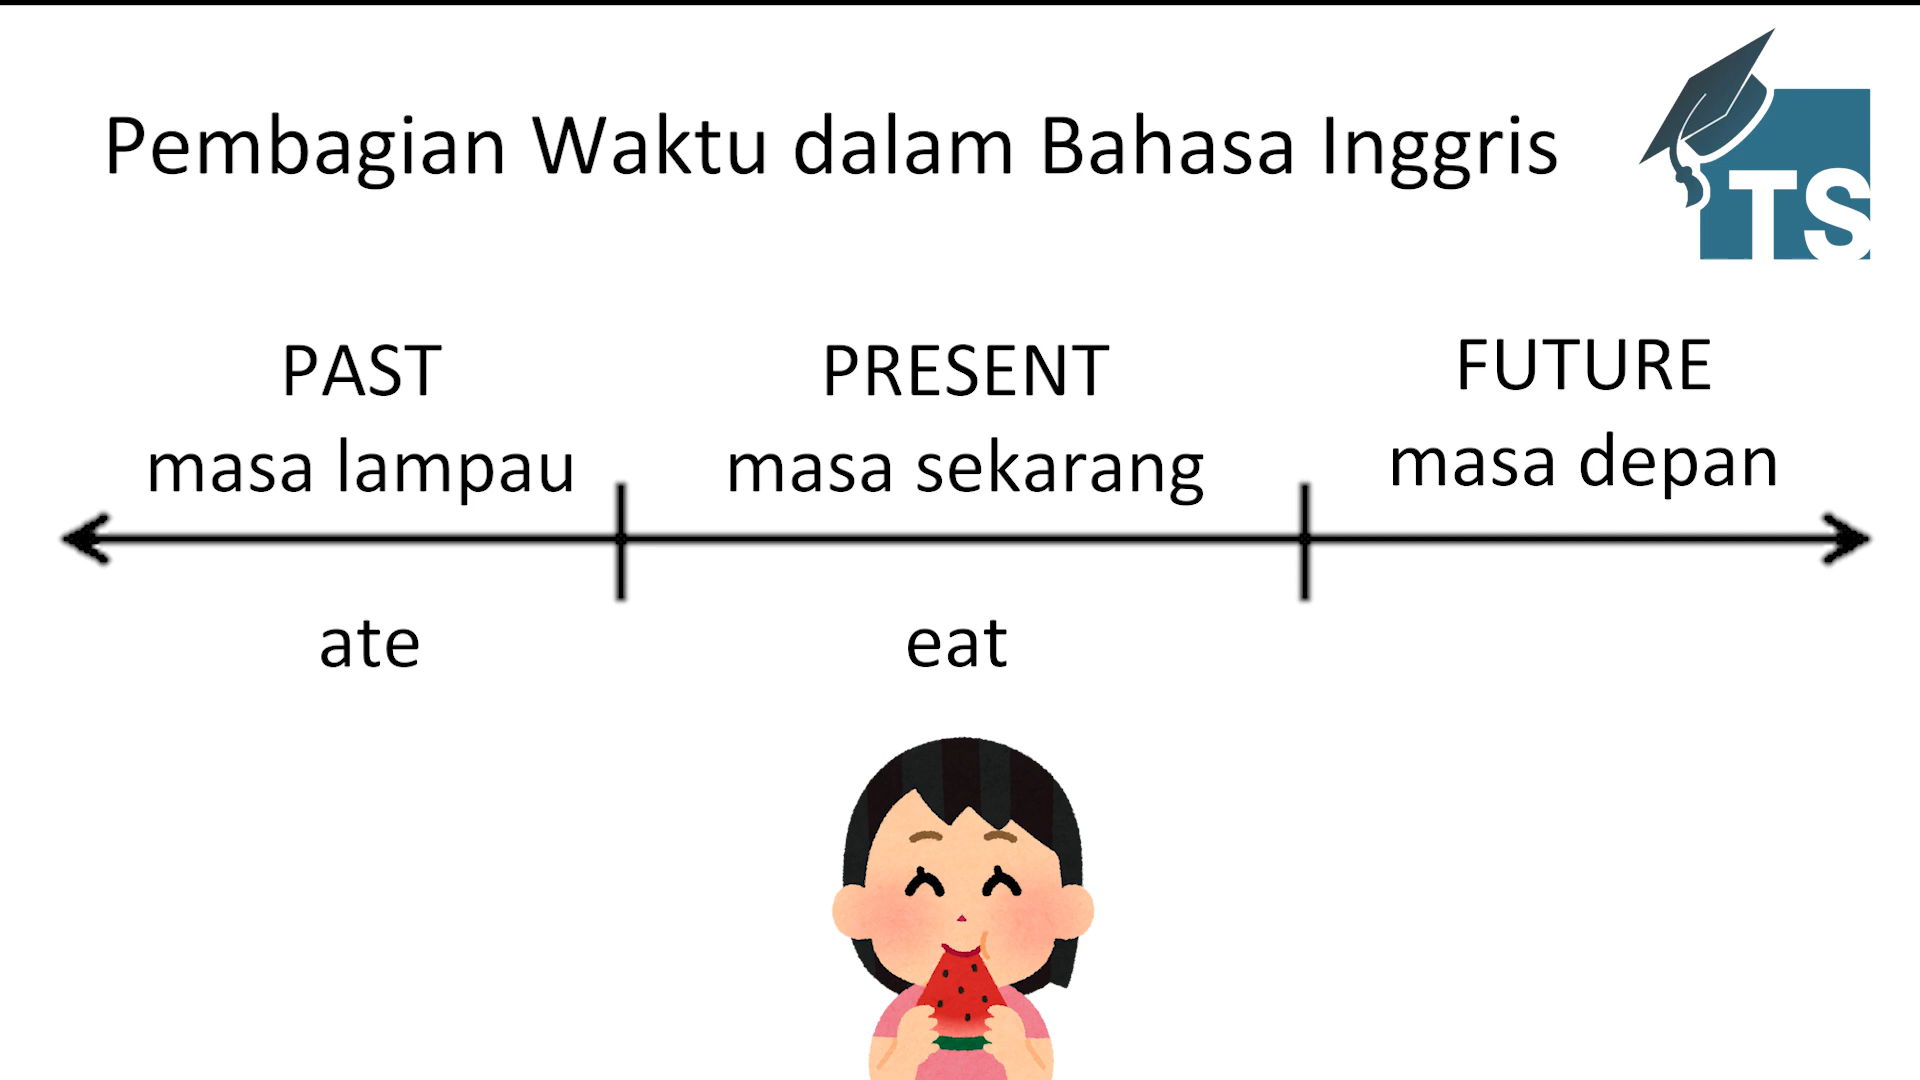 Pembagian Waktu dalam Bahasa Inggris
TS
PAST
masa lampau
PRESENT
masa sekarang
FUTURE
masa depan
ate
eat